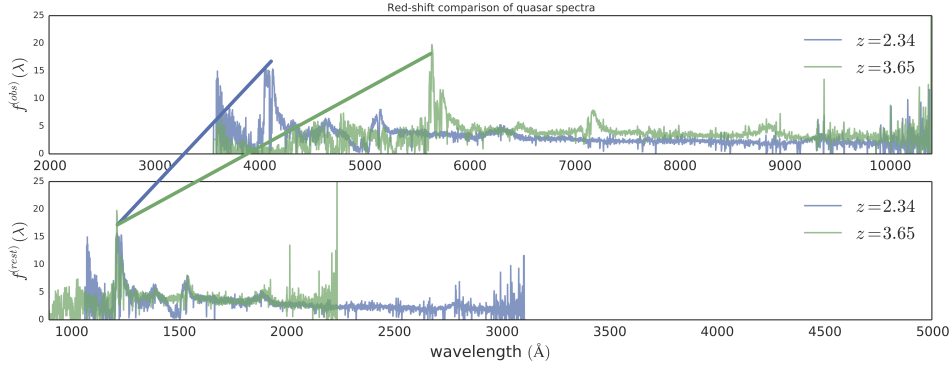 Red-shift comparison of quasar spectra
25
20
15
10
5
0
f^(obs) (λ)
z=2.34
z=3.65
2000 3000 4000 5000 6000 7000 8000 9000 10000
25
20
15
10
5
0
f^(rest) (λ)
z=2.34
z=3.65
1000 1500 2000 2500 3000 3500 4000 4500 5000
wavelength (Å)